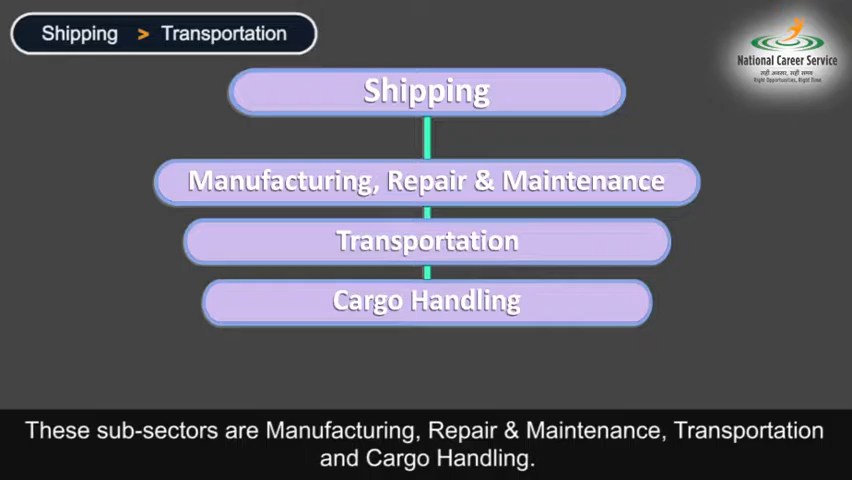 Shipping > Transportation
National Career Service
सही अवसर, सही समय
Right Opportunities, Right Time
Shipping
Manufacturing, Repair & Maintenance
Transportation
Cargo Handling
These sub-sectors are Manufacturing, Repair & Maintenance, Transportation
and Cargo Handling.